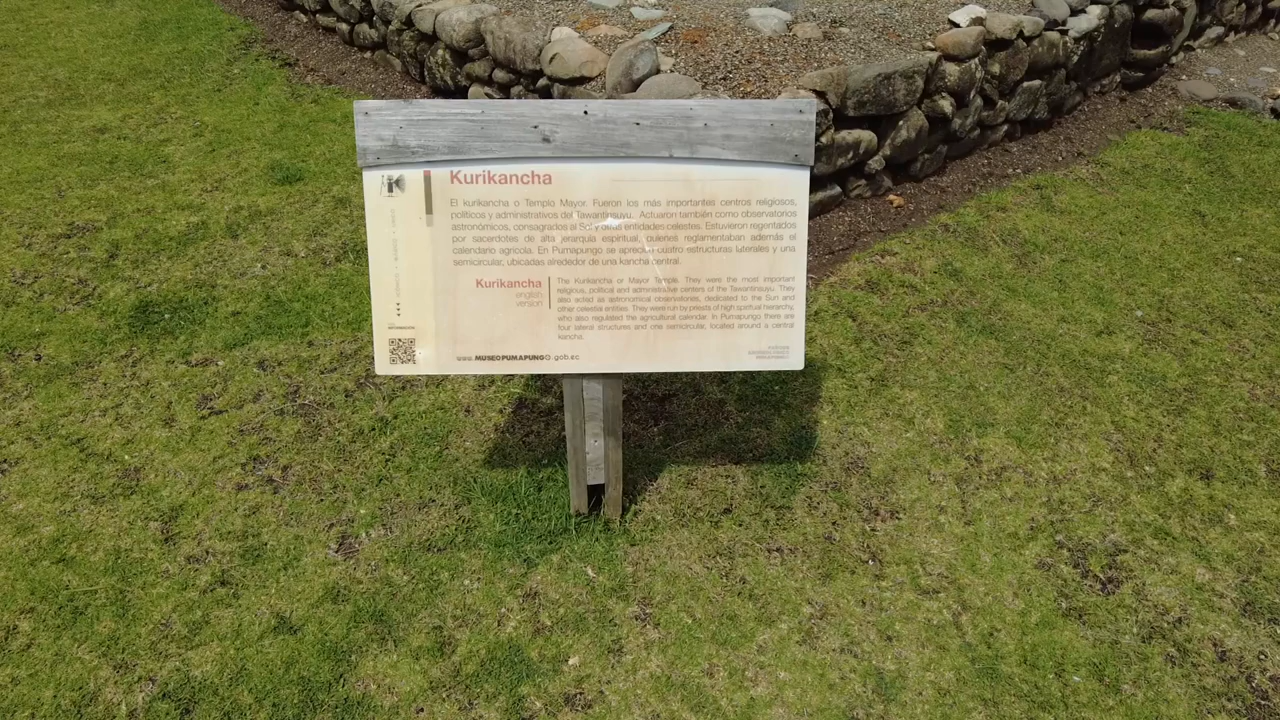 Kurikancha
El kurikancha o Templo Mayor. Fueron los más importantes centros religiosos,
políticos y administrativos del Tawantinsuyu. Actuaron también como observatorios
astronómicos, consagrados al Sol y otras entidades celestes. Estuvieron regentados
por sacerdotes de alta jerarquía espiritual, quienes reglamentaban además el
calendario agrícola. En Pumapungo se aprecian cuatro estructuras laterales y una
semicircular, ubicadas alrededor de una kancha central.
Kurikancha
english
version
The Kurikancha or Mayor Temple. They were the most important
religious, political and administrative centers of the Tawantinsuyu. They
also acted as astronomical observatories, dedicated to the Sun and
other celestial entities. They were run by priests of high spiritual hierarchy,
who also regulated the agricultural calendar. In Pumapungo there are
four lateral structures and one semicircular, located around a central
kancha.
INFORMACIÓN
www.MUSEOPUMAPUNGO.gob.ec